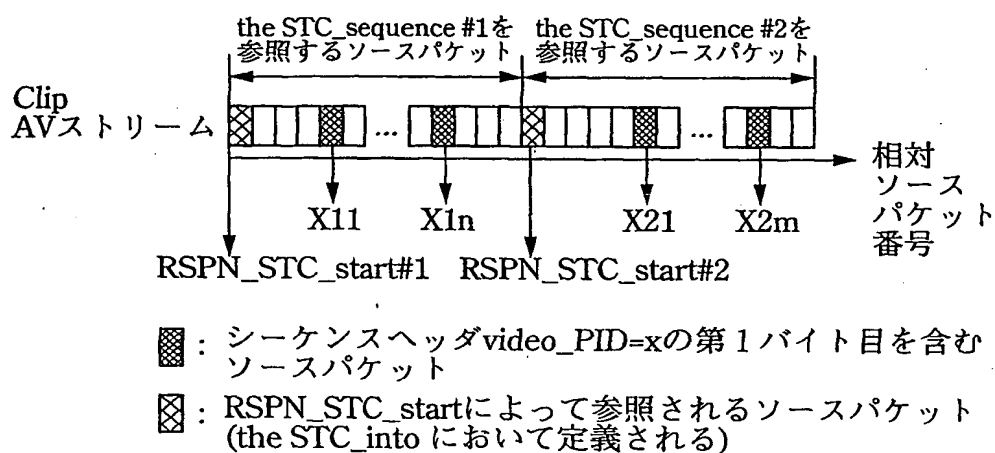 the STC_sequence #1を
参照するソースパケット
the STC_sequence #2を
参照するソースパケット
Clip
AVストリーム
...
...
相対
ソース
パケット
番号
X11
X1n
X21
X2m
RSPN_STC_start#1
RSPN_STC_start#2
: シーケンスヘッダvideo_PID=xの第1バイト目を含む
ソースパケット
: RSPN_STC_startによって参照されるソースパケット
(the STC_into において定義される)